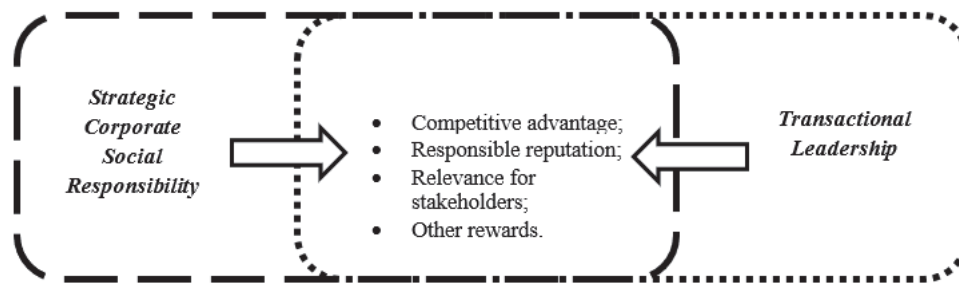 Strategic
Corporate
Social
Responsibility
• Competitive advantage;
• Responsible reputation;
• Relevance for
stakeholders;
• Other rewards.
Transactional
Leadership